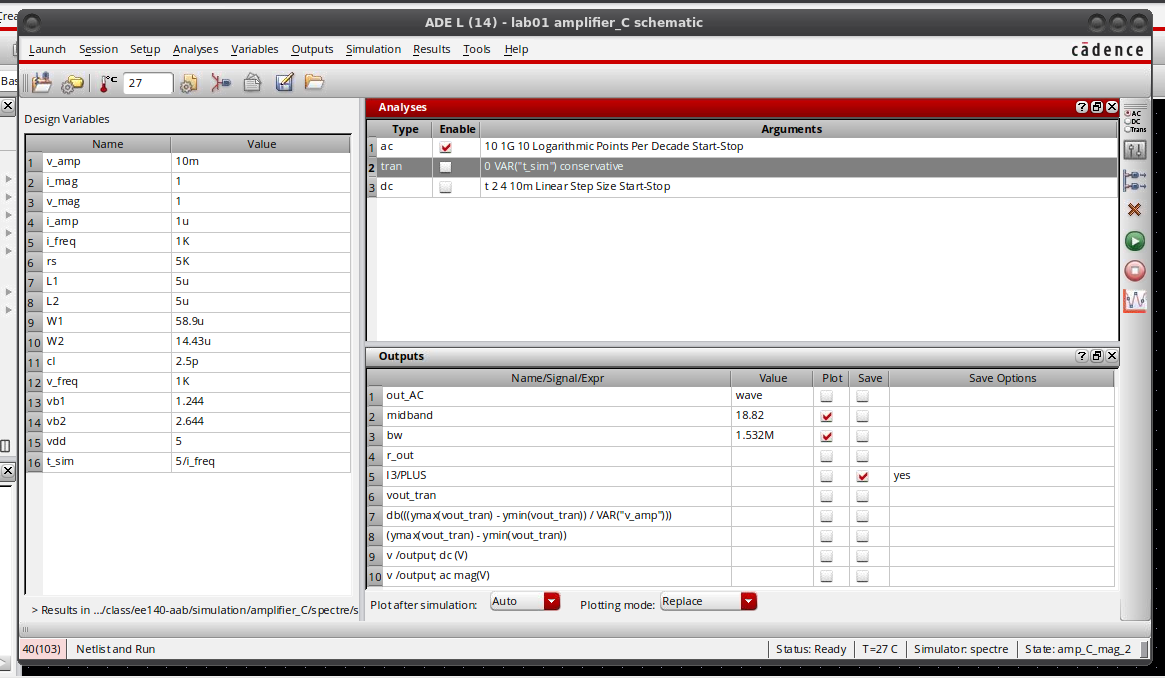 ADE L (14) - lab01 amplifier_C schematic
Launch Session Setup Analyses Variables Outputs Simulation Results Tools Help
cādence
°C 27
Design Variables
Name Value
1 v_amp 10m
2 i_mag 1
3 v_mag 1
4 i_amp 1u
5 i_freq 1K
6 rs 5K
7 L1 5u
8 L2 5u
9 W1 58.9u
10 W2 14.43u
11 cl 2.5p
12 v_freq 1K
13 vb1 1.244
14 vb2 2.644
15 vdd 5
16 t_sim 5/i_freq
> Results in .../class/ee140-aab/simulation/amplifier_C/spectre/s
Analyses
Type Enable Arguments
1 ac 10 1G 10 Logarithmic Points Per Decade Start-Stop
2 tran 0 VAR("t_sim") conservative
3 dc t 2 4 10m Linear Step Size Start-Stop
AC
DC
Trans
Outputs
Name/Signal/Expr Value Plot Save Save Options
1 out_AC wave
2 midband 18.82
3 bw 1.532M
4 r_out
5 I3/PLUS yes
6 vout_tran
7 db(((ymax(vout_tran) - ymin(vout_tran)) / VAR("v_amp")))
8 (ymax(vout_tran) - ymin(vout_tran))
9 v /output; dc (V)
10 v /output; ac mag(V)
Plot after simulation: Auto Plotting mode: Replace
40(103) Netlist and Run Status: Ready T=27 C Simulator: spectre State: amp_C_mag_2
Bas